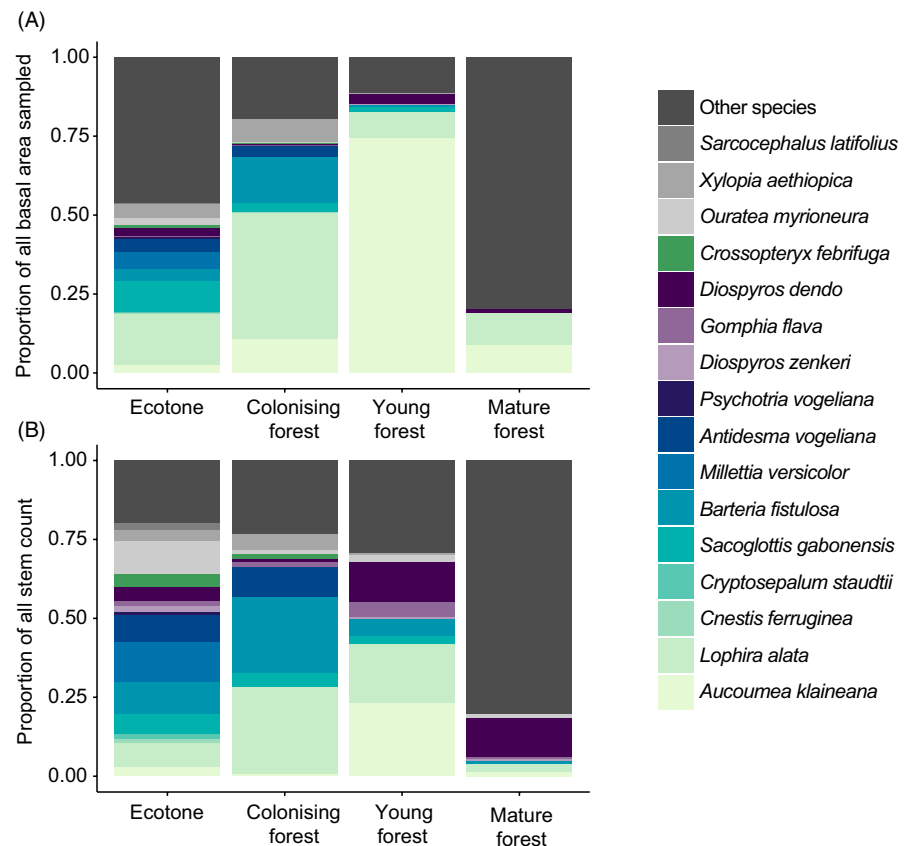 (A)
Proportion of all basal area sampled
1.00
0.75
0.50
0.25
0.00
Ecotone
Colonising
forest
Young
forest
Mature
forest
(B)
Proportion of all stem count
1.00
0.75
0.50
0.25
0.00
Ecotone
Colonising
forest
Young
forest
Mature
forest
Other species
Sarcocephalus latifolius
Xylopia aethiopica
Ouratea myrioneura
Crossopteryx febrifuga
Diospyros dendo
Gomphia flava
Diospyros zenkeri
Psychotria vogeliana
Antidesma vogeliana
Millettia versicolor
Barteria fistulosa
Sacoglottis gabonensis
Cryptosepalum staudtii
Cnestis ferruginea
Lophira alata
Aucoumea klaineana